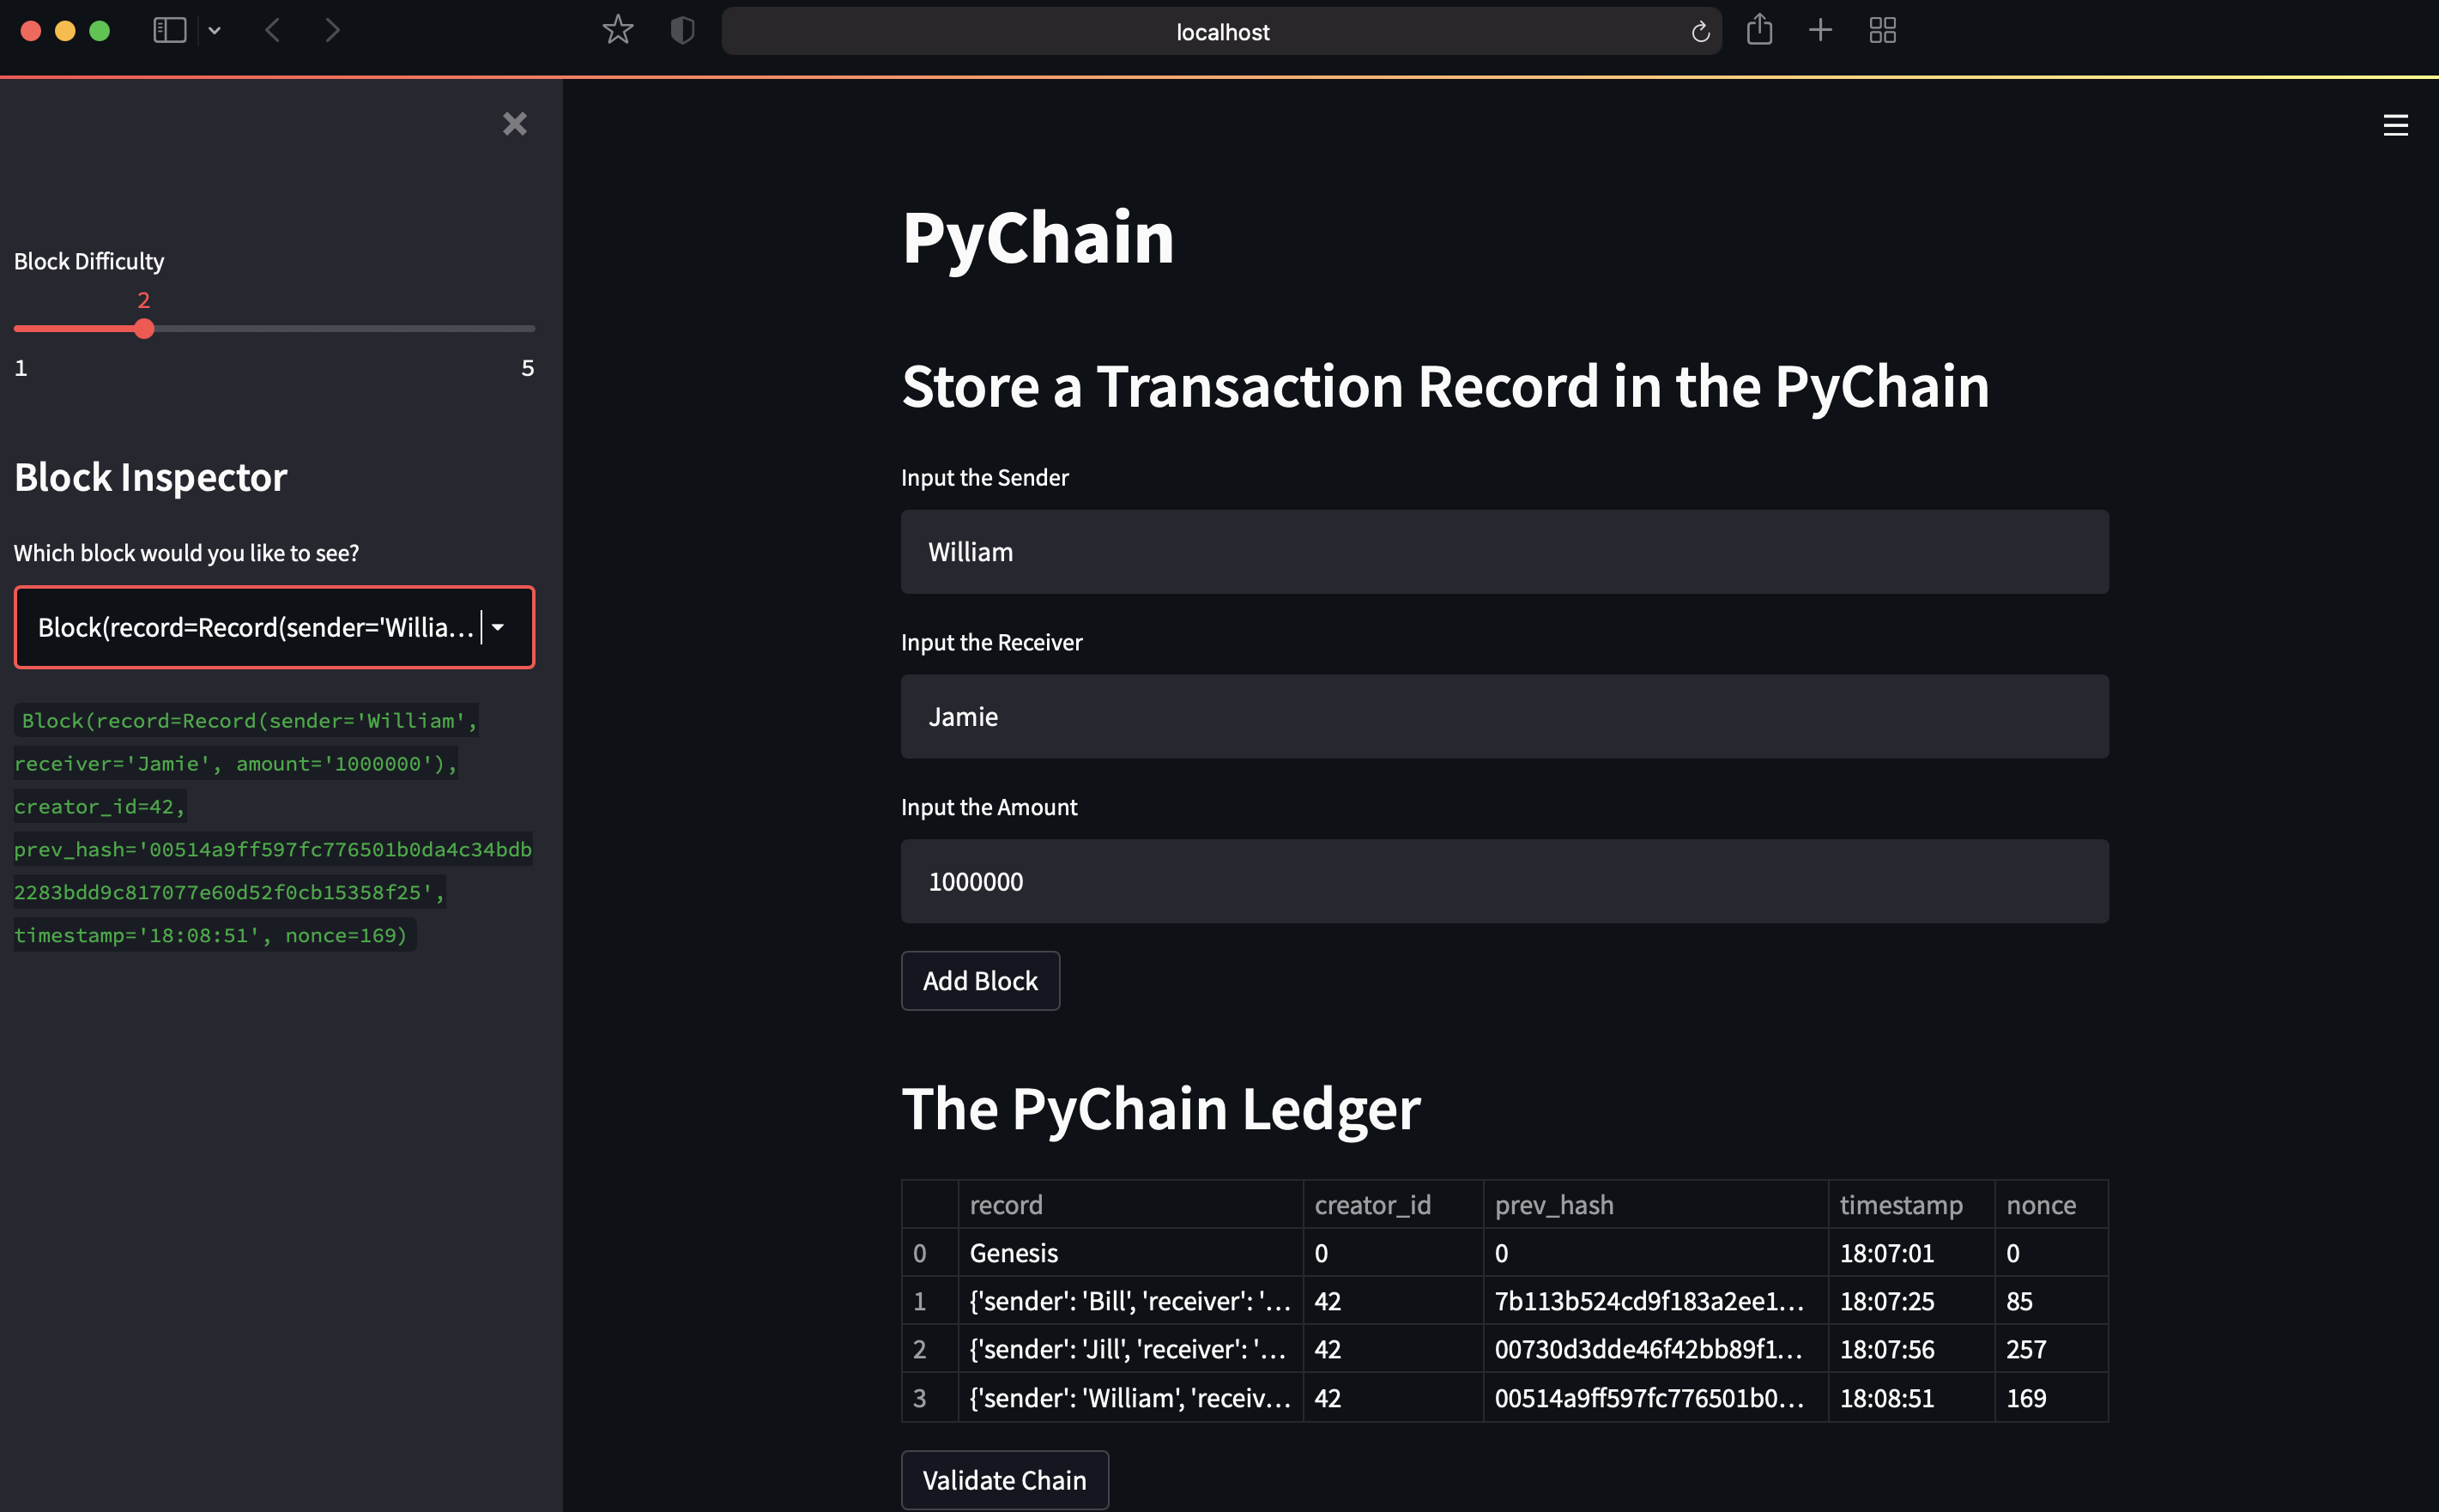 localhost
Block Difficulty
2
1 5
Block Inspector
Which block would you like to see?
Block(record=Record(sender='Willia...
Block(record=Record(sender='William',
receiver='Jamie', amount='1000000'),
creator_id=42,
prev_hash='00514a9ff597fc776501b0da4c34bdb
2283bdd9c817077e60d52f0cb15358f25',
timestamp='18:08:51', nonce=169)
PyChain
Store a Transaction Record in the PyChain
Input the Sender
William
Input the Receiver
Jamie
Input the Amount
1000000
Add Block
The PyChain Ledger
record creator_id prev_hash timestamp nonce
0 Genesis 0 0 18:07:01 0
1 {'sender': 'Bill', 'receiver': '... 42 7b113b524cd9f183a2ee1... 18:07:25 85
2 {'sender': 'Jill', 'receiver': '... 42 00730d3dde46f42bb89f1... 18:07:56 257
3 {'sender': 'William', 'receiv... 42 00514a9ff597fc776501b0... 18:08:51 169
Validate Chain